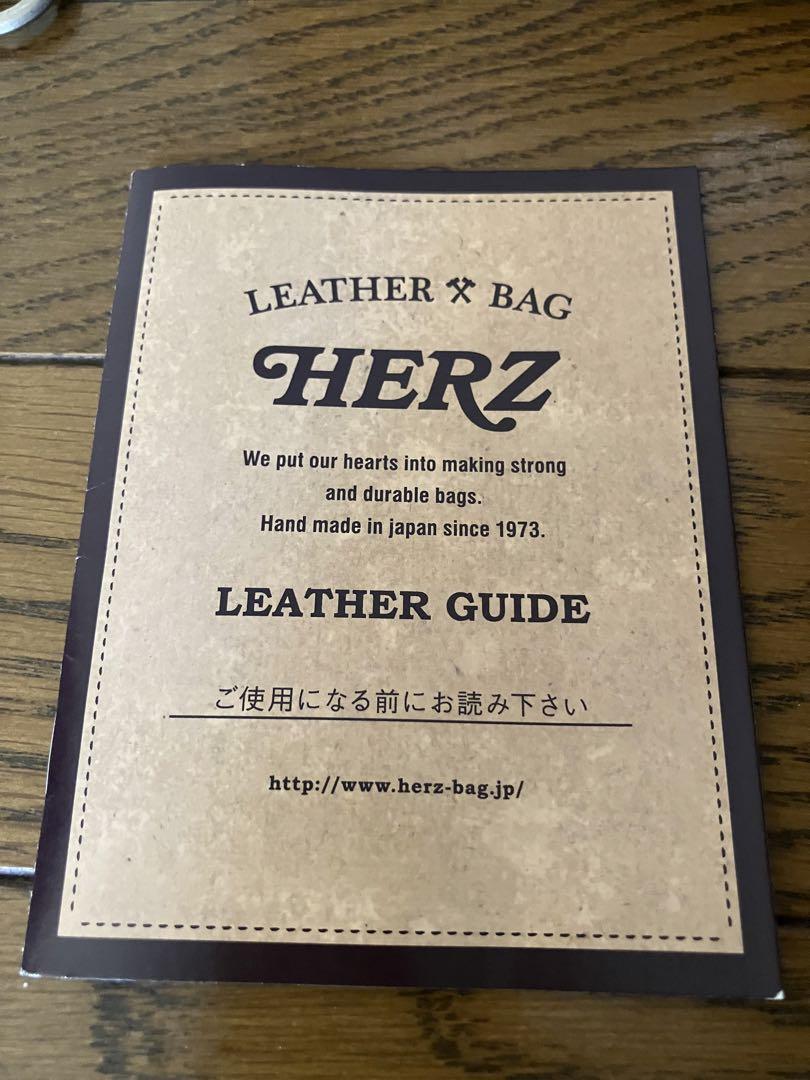 LEATHER BAG
HERZ
We put our hearts into making strong
and durable bags.
Hand made in japan since 1973.
LEATHER GUIDE
ご使用になる前にお読み下さい
http://www.herz-bag.jp/